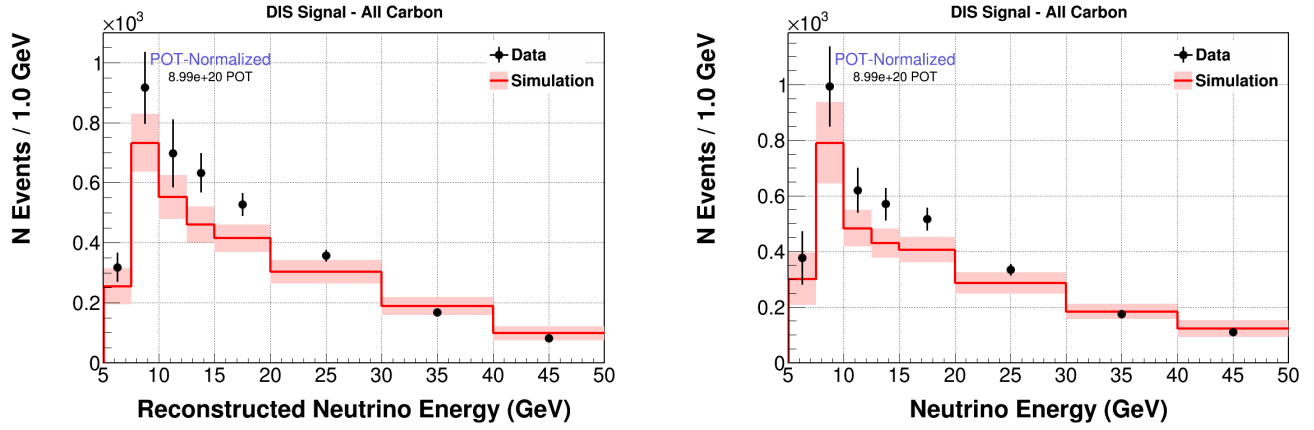 DIS Signal - All Carbon
×10³
POT-Normalized
8.99e+20 POT
Data
Simulation
N Events / 1.0 GeV
1
0.8
0.6
0.4
0.2
0
5 10 15 20 25 30 35 40 45 50
Reconstructed Neutrino Energy (GeV)
DIS Signal - All Carbon
×10³
POT-Normalized
8.99e+20 POT
Data
Simulation
N Events / 1.0 GeV
1
0.8
0.6
0.4
0.2
0
5 10 15 20 25 30 35 40 45 50
Neutrino Energy (GeV)